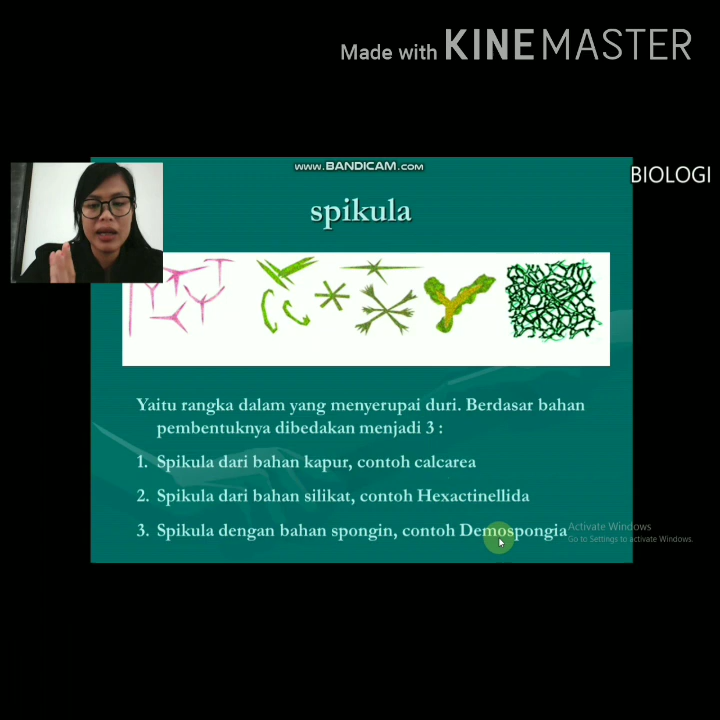 Made with KINEMASTER
www.BANDICAM.com
BIOLOGI
spikula
Yaitu rangka dalam yang menyerupai duri. Berdasar bahan
pembentuknya dibedakan menjadi 3 :
1. Spikula dari bahan kapur, contoh calcarea
2. Spikula dari bahan silikat, contoh Hexactinellida
3. Spikula dengan bahan spongin, contoh Demospongia
Activate Windows
Go to Settings to activate Windows.